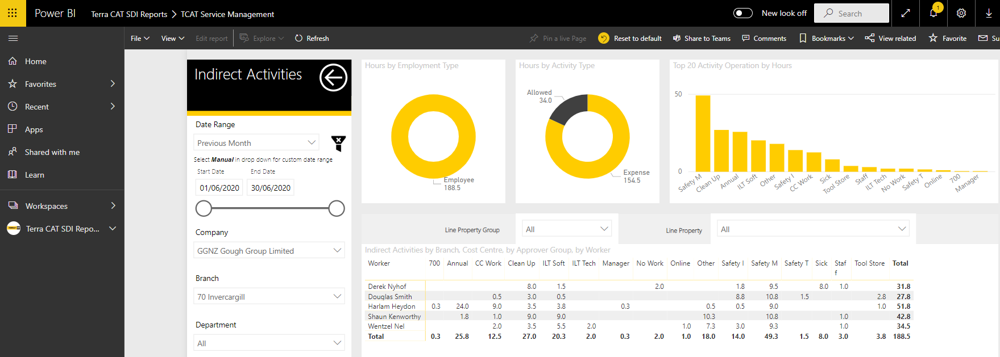 Power BI
Terra CAT SDI Reports > TCAT Service Management
New look off
Search
1
File
View
Edit report
Explore
Refresh
Pin a live Page
Reset to default
Share to Teams
Comments
Bookmarks
View related
Favorite
Su
Home
Favorites
Recent
Apps
Shared with me
Learn
Workspaces
Terra CAT SDI Repo...
Indirect Activities
Date Range
Previous Month
Select Manual in drop down for custom date range
Start Date End Date
01/06/2020 30/06/2020
Company
GGNZ Gough Group Limited
Branch
70 Invercargill
Department
All
Hours by Employment Type
Employee
188.5
Hours by Activity Type
Allowed
34.0
Expense
154.5
Top 20 Activity Operation by Hours
50
0
Safety M
Clean Up
Annual
ILT Soft
Other
Safety I
CC Work
Sick
Tool Store
Staff
ILT Tech
No Work
Safety T
Online
700
Manager
Line Property Group
All
Line Property
All
Indirect Activities by Branch, Cost Centre, by Approver Group, by Worker
Worker 700 Annual CC Work Clean Up ILT Soft ILT Tech Manager No Work Online Other Safety I Safety M Safety T Sick Staf Tool Store Total
f
Derek Nyhof 8.0 1.5 2.0 1.8 9.5 8.0 1.0 31.8
Douglas Smith 0.5 3.0 0.5 8.8 10.8 1.5 2.8 27.8
Harlam Heydon 0.3 24.0 9.0 3.5 3.8 0.3 0.5 0.5 9.0 1.0 51.8
Shaun Kenworthy 1.8 1.0 9.0 9.0 10.3 10.8 1.0 42.8
Wentzel Nel 2.0 3.5 5.5 2.0 1.0 7.3 3.0 9.3 1.0 34.5
Total 0.3 25.8 12.5 27.0 20.3 2.0 0.3 2.0 1.0 18.0 14.0 49.3 1.5 8.0 3.0 3.8 188.5